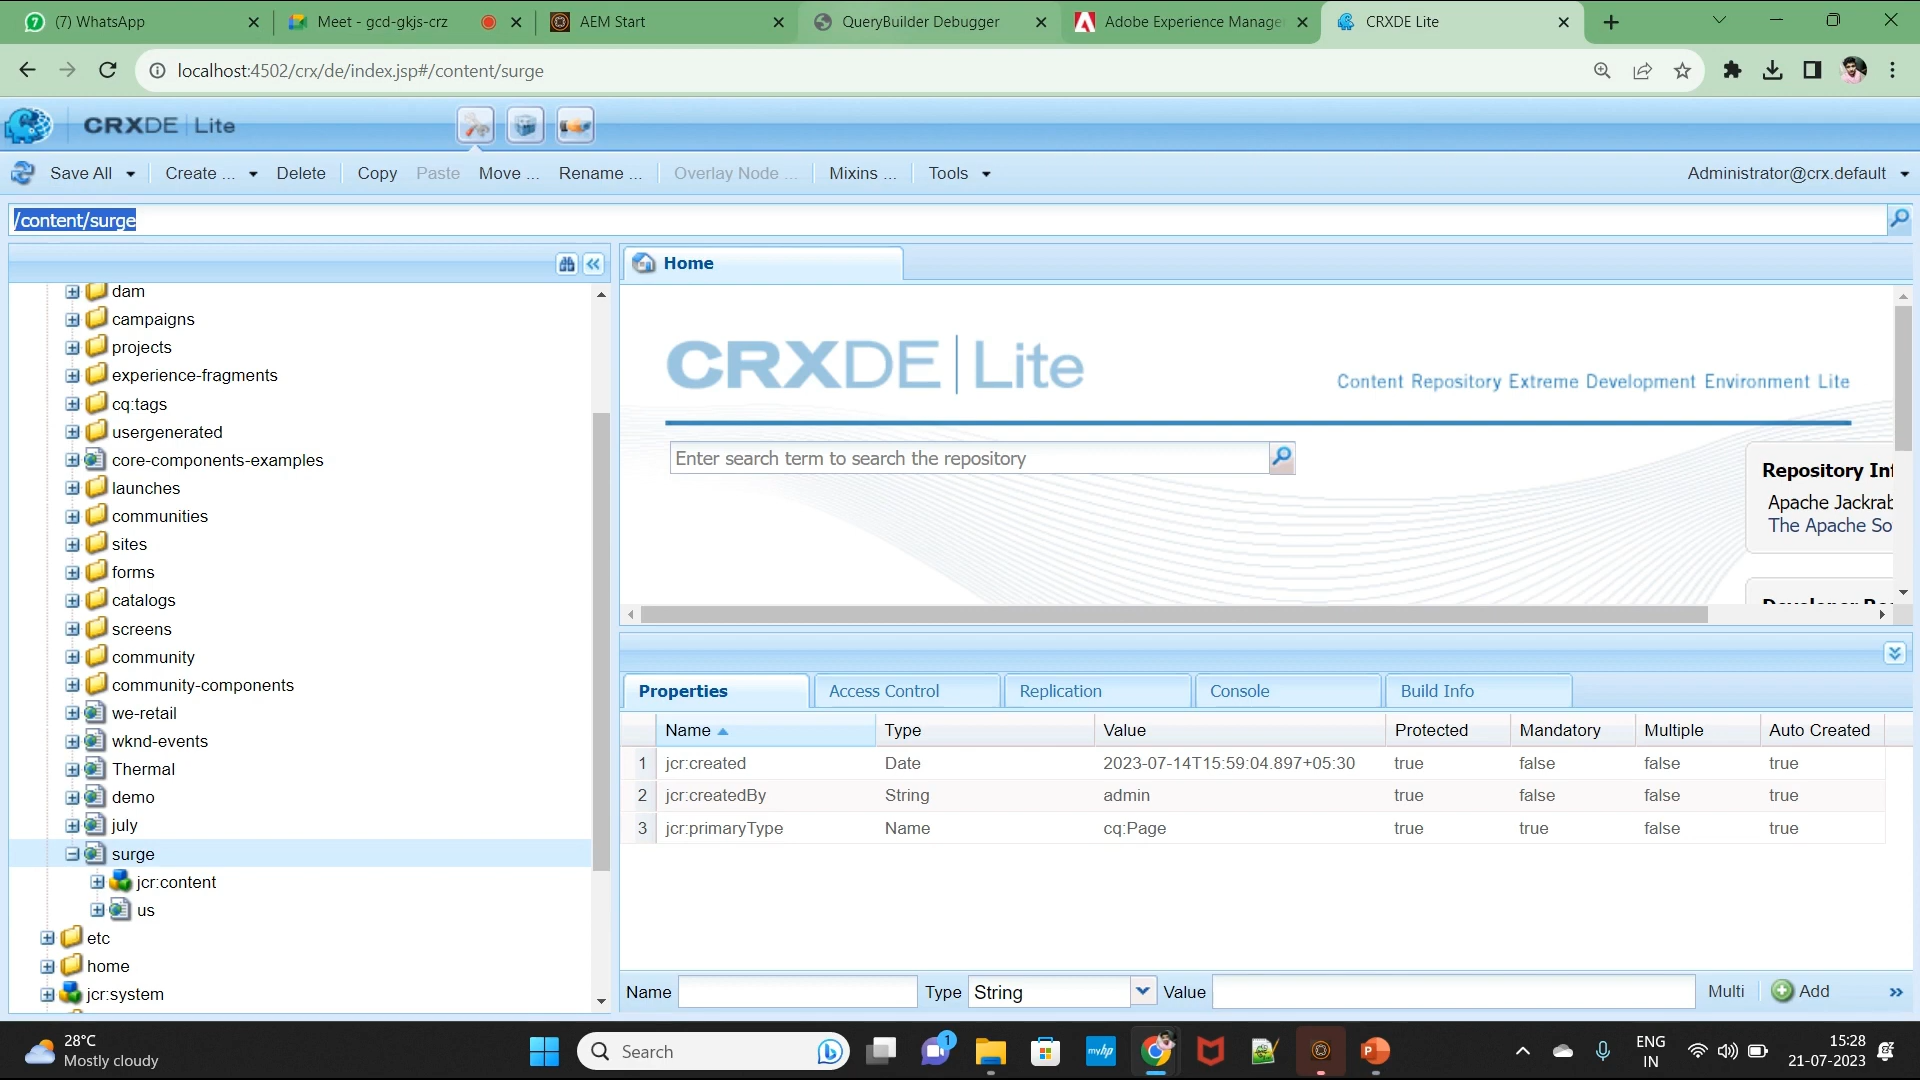 (7) WhatsApp
Meet - gcd-gkjs-crz
AEM Start
QueryBuilder Debugger
Adobe Experience Manage
CRXDE Lite
localhost:4502/crx/de/index.jsp#/content/surge
CRXDE Lite
Save All
Create ...
Delete
Copy
Paste
Move ...
Rename ...
Overlay Node ...
Mixins ...
Tools
Administrator@crx.default
/content/surge
dam
campaigns
projects
experience-fragments
cq:tags
usergenerated
core-components-examples
launches
communities
sites
forms
catalogs
screens
community
community-components
we-retail
wknd-events
Thermal
demo
july
surge
jcr:content
us
etc
home
jcr:system
Home
CRXDE Lite
Content Repository Extreme Development Environment Lite
Enter search term to search the repository
Repository Inf
Apache Jackrab
The Apache So
Properties
Access Control
Replication
Console
Build Info
Name Type Value Protected Mandatory Multiple Auto Created
1 jcr:created Date 2023-07-14T15:59:04.897+05:30 true false false true
2 jcr:createdBy String admin true false false true
3 jcr:primaryType Name cq:Page true true false true
Name Type String Value Multi Add
28°C
Mostly cloudy
Search
1
myhp
ENG
IN
15:28
21-07-2023